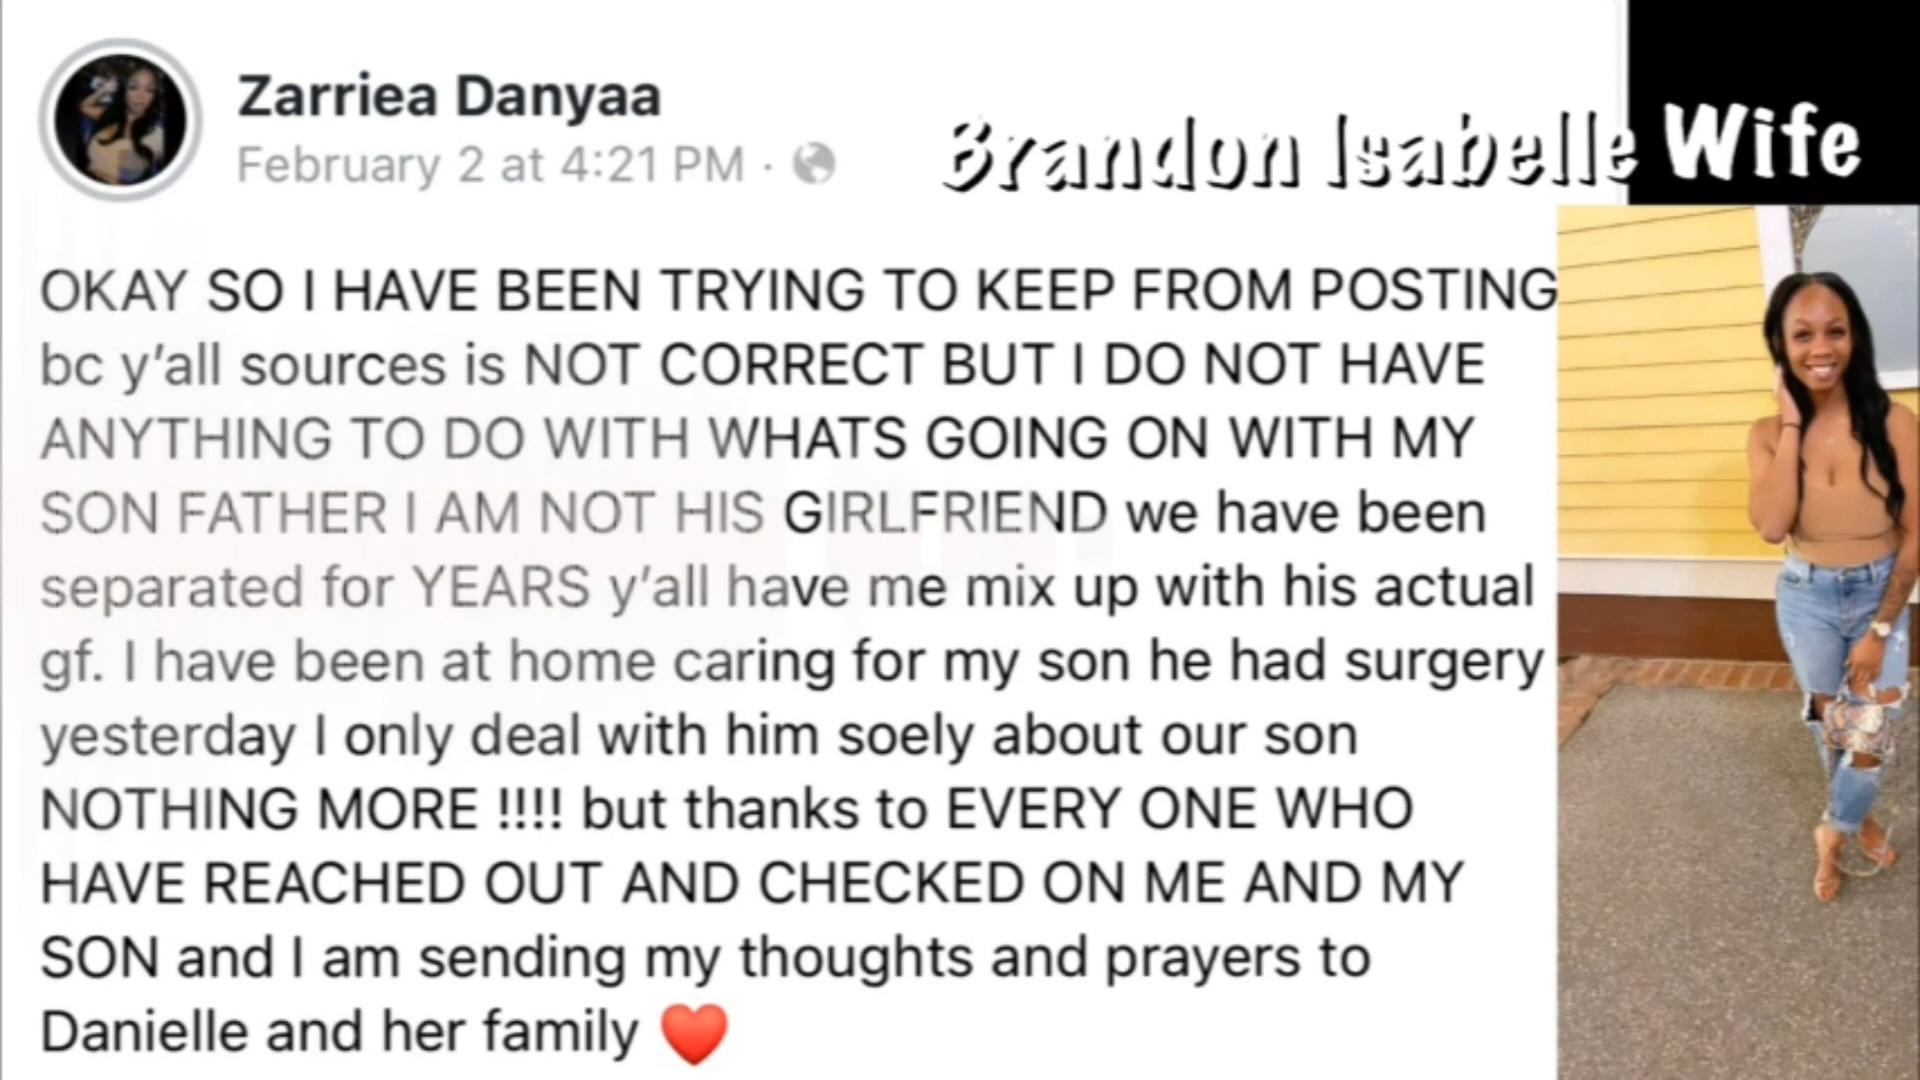 Zarriea Danyaa
February 2 at 4:21 PM ·
Brandon Isabelle Wife
OKAY SO I HAVE BEEN TRYING TO KEEP FROM POSTING
bc y'all sources is NOT CORRECT BUT I DO NOT HAVE
ANYTHING TO DO WITH WHATS GOING ON WITH MY
SON FATHER I AM NOT HIS GIRLFRIEND we have been
separated for YEARS y'all have me mix up with his actual
gf. I have been at home caring for my son he had surgery
yesterday I only deal with him soely about our son
NOTHING MORE !!!! but thanks to EVERY ONE WHO
HAVE REACHED OUT AND CHECKED ON ME AND MY
SON and I am sending my thoughts and prayers to
Danielle and her family ❤️